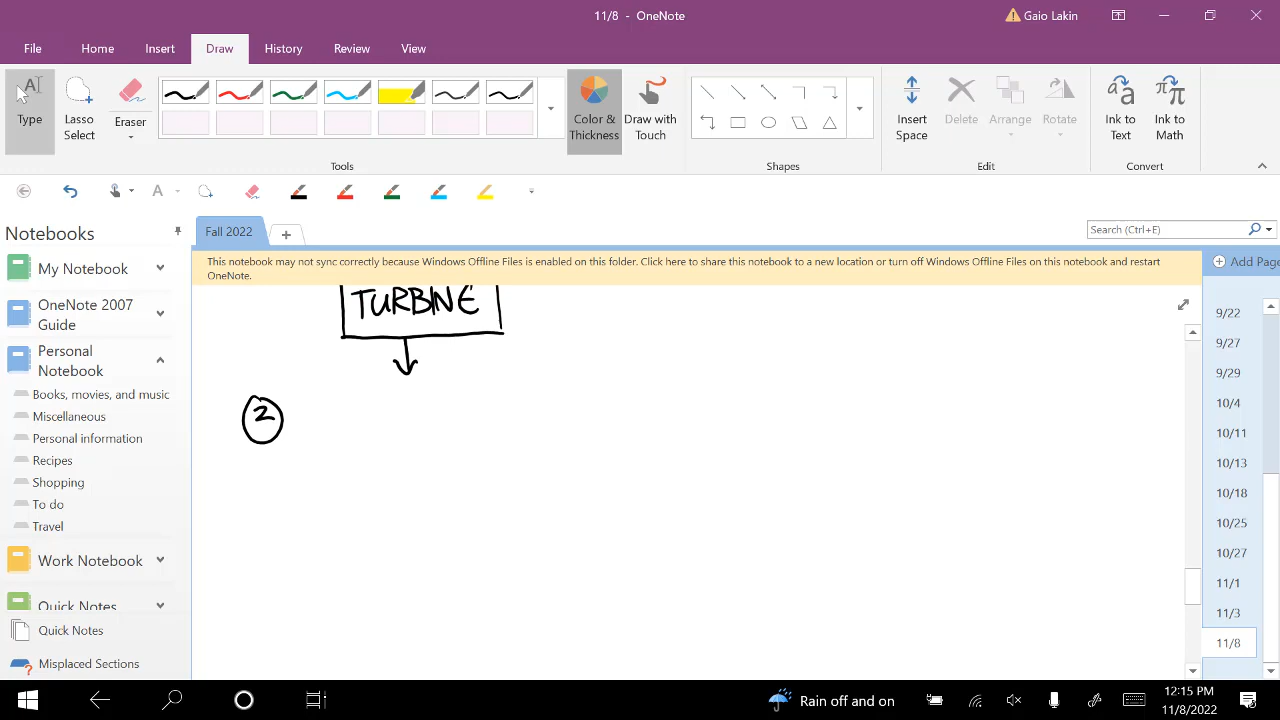 11/8 - OneNote
Gaio Lakin
File
Home
Insert
Draw
History
Review
View
Type
Lasso Select
Eraser
Color & Thickness
Draw with Touch
Insert Space
Delete
Arrange
Rotate
Ink to Text
Ink to Math
Tools
Shapes
Edit
Convert
Notebooks
Fall 2022
Search (Ctrl+E)
My Notebook
OneNote 2007
Guide
Personal
Notebook
Books, movies, and music
Miscellaneous
Personal information
Recipes
Shopping
To do
Travel
Work Notebook
Quick Notes
Quick Notes
Misplaced Sections
This notebook may not sync correctly because Windows Offline Files is enabled on this folder. Click here to share this notebook to a new location or turn off Windows Offline Files on this notebook and restart
OneNote.
TURBINE
2
Add Page
9/22
9/27
9/29
10/4
10/11
10/13
10/18
10/25
10/27
11/1
11/3
11/8
Rain off and on
12:15 PM
11/8/2022